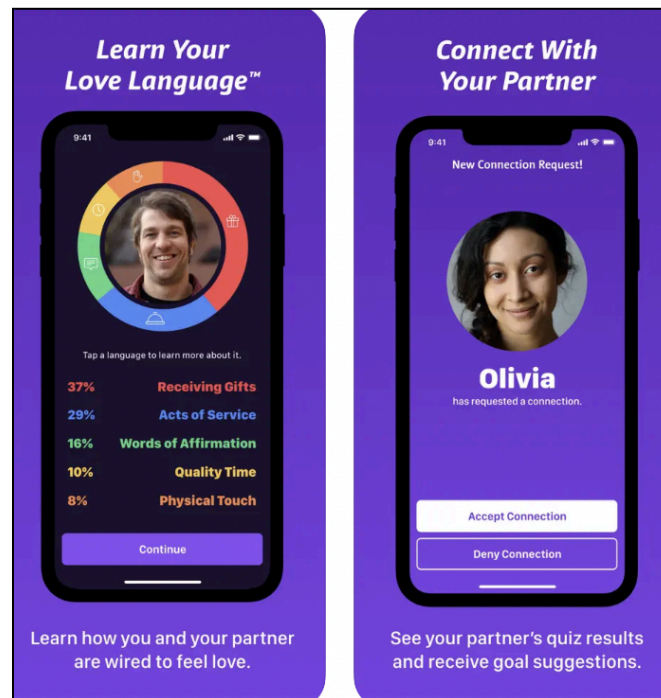 Learn Your
Love Language™
9:41
Tap a language to learn more about it.
37% Receiving Gifts
29% Acts of Service
16% Words of Affirmation
10% Quality Time
8% Physical Touch
Continue
Learn how you and your partner
are wired to feel love.
Connect With
Your Partner
9:41
New Connection Request!
Olivia
has requested a connection.
Accept Connection
Deny Connection
See your partner's quiz results
and receive goal suggestions.